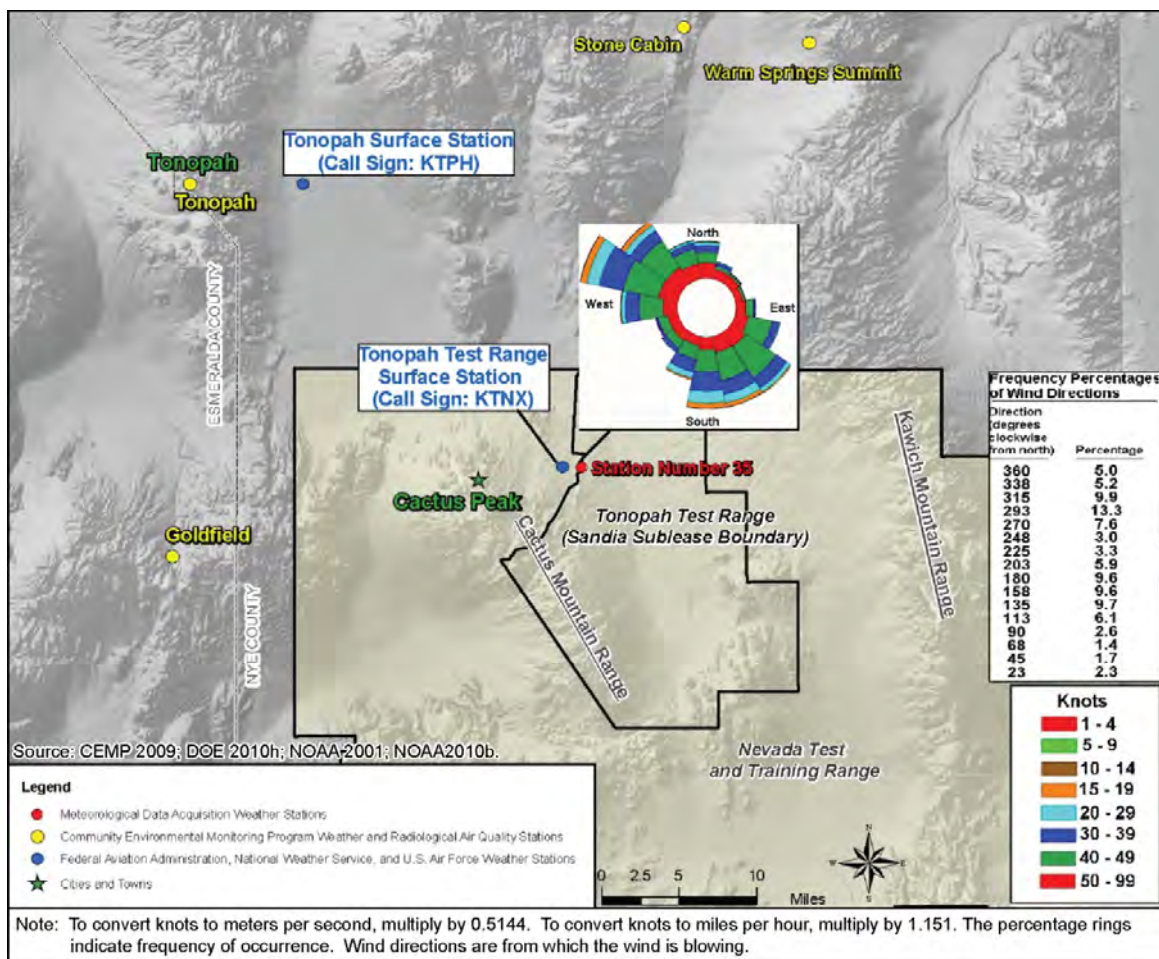 Stone Cabin
Warm Springs Summit
Tonopah Surface Station
(Call Sign: KTPH)
Tonopah
Tonopah
ESMERALDA COUNTY
NYE COUNTY
North
West
East
South
Tonopah Test Range
Surface Station
(Call Sign: KTNX)
Station Number 35
Cactus Peak
Goldfield
Tonopah Test Range
(Sandia Sublease Boundary)
Cactus Mountain Range
Kawich Mountain Range
Nevada Test
and Training Range
Frequency Percentages
of Wind Directions
Direction
(degrees
clockwise
from north) Percentage
360 5.0
338 5.2
315 9.9
293 13.3
270 7.6
248 3.0
225 3.3
203 5.9
180 9.6
158 9.6
135 9.7
113 6.1
90 2.6
68 1.4
45 1.7
23 2.3
Knots
1 - 4
5 - 9
10 - 14
15 - 19
20 - 29
30 - 39
40 - 49
50 - 99
Source: CEMP 2009; DOE 2010h; NOAA 2001; NOAA2010b.
Legend
Meteorological Data Acquisition Weather Stations
Community Environmental Monitoring Program Weather and Radiological Air Quality Stations
Federal Aviation Administration, National Weather Service, and U.S. Air Force Weather Stations
Cities and Towns
N
W E
S
0 2.5 5 10
Miles
Note: To convert knots to meters per second, multiply by 0.5144. To convert knots to miles per hour, multiply by 1.151. The percentage rings
indicate frequency of occurrence. Wind directions are from which the wind is blowing.